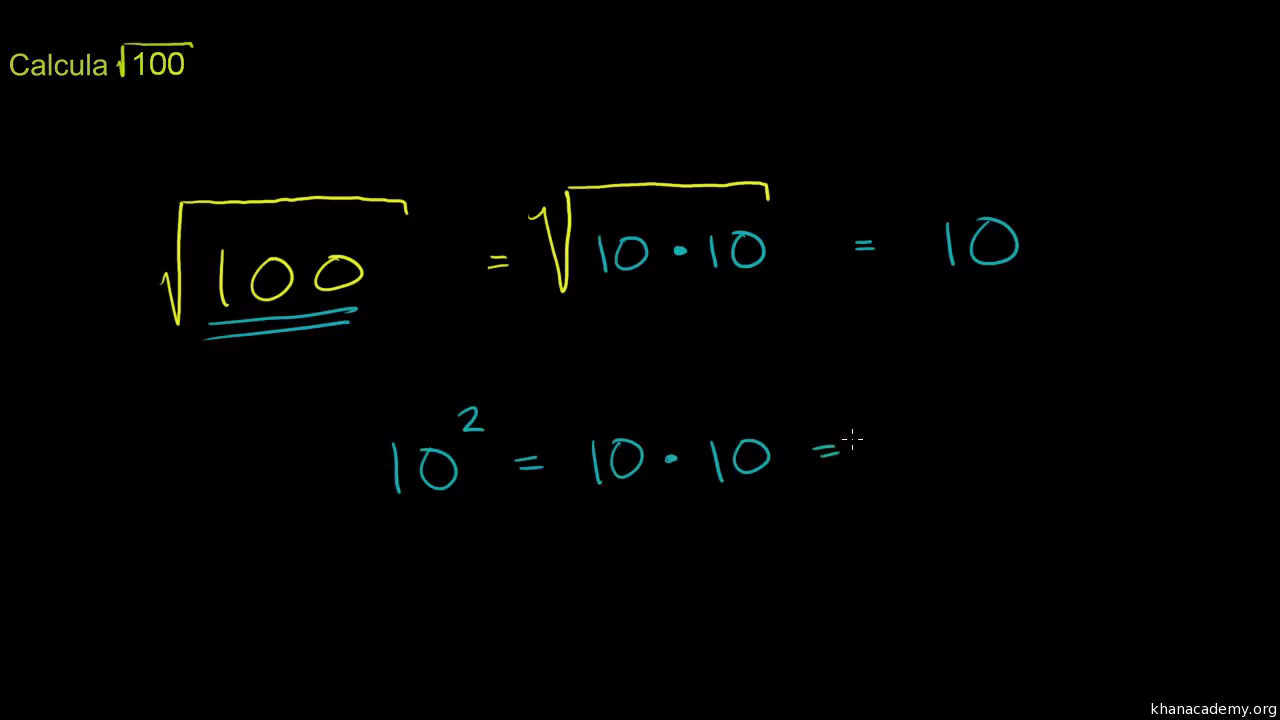 Calcula √100
√100 = √10·10 = 10
10² = 10·10 =
khanacademy.org